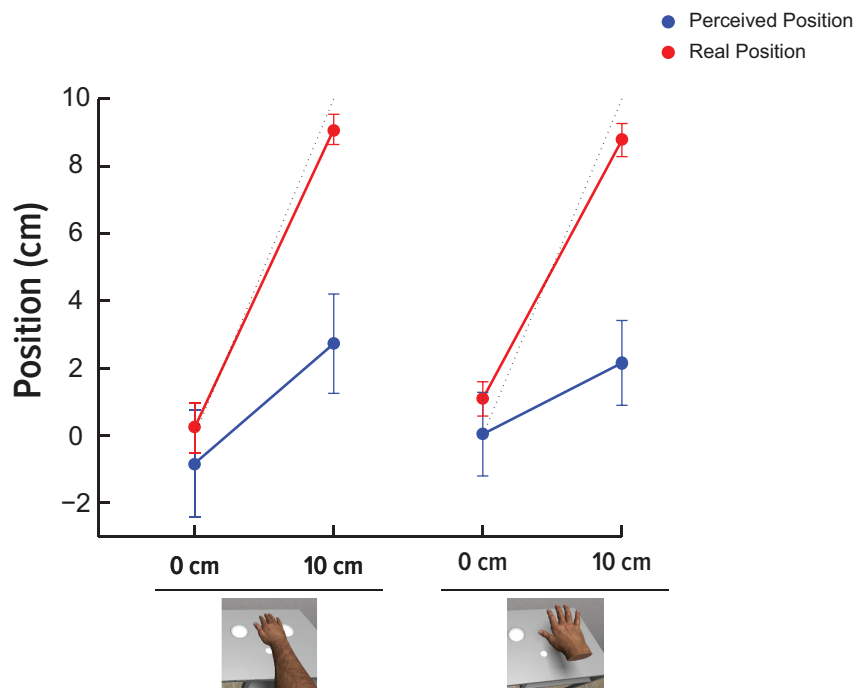 Perceived Position
Real Position
Position (cm)
10
8
6
4
2
0
−2
0 cm
10 cm
0 cm
10 cm